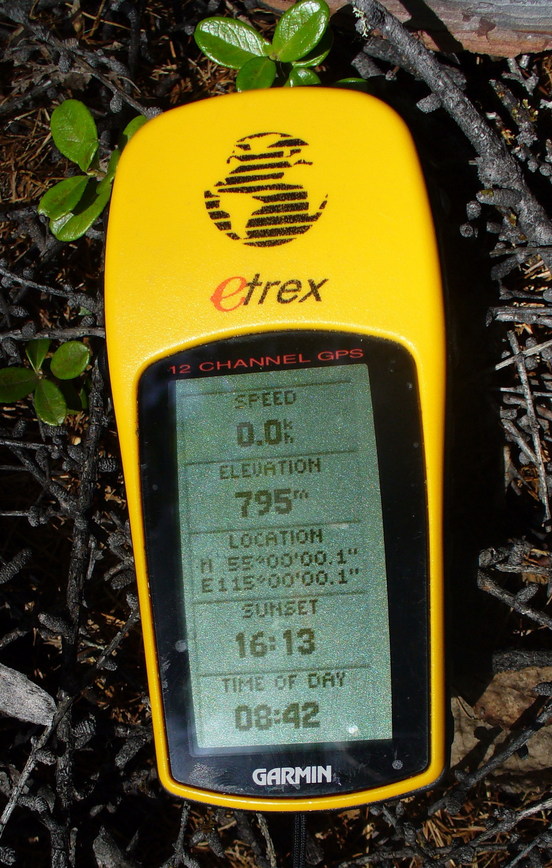 etrex
12 CHANNEL GPS
SPEED
0.0 k/h
ELEVATION
795m
LOCATION
N 55°00'00.1"
E115°00'00.1"
SUNSET
16:13
TIME OF DAY
08:42
GARMIN